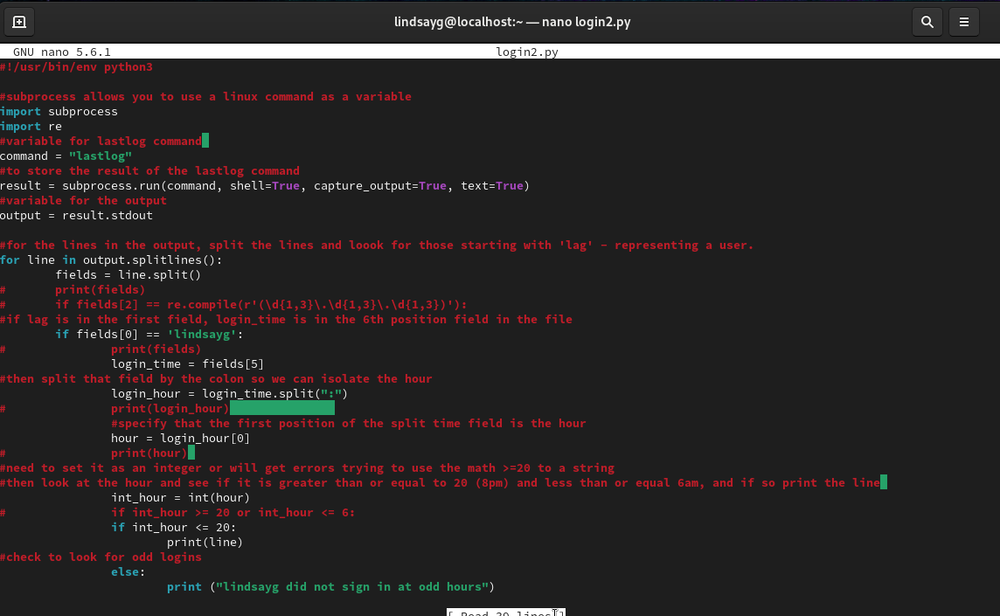 lindsayg@localhost:~ — nano login2.py
GNU nano 5.6.1 login2.py
#!/usr/bin/env python3
#subprocess allows you to use a linux command as a variable
import subprocess
import re
#variable for lastlog command
command = "lastlog"
#to store the result of the lastlog command
result = subprocess.run(command, shell=True, capture_output=True, text=True)
#variable for the output
output = result.stdout
#for the lines in the output, split the lines and loook for those starting with 'lag' - representing a user.
for line in output.splitlines():
        fields = line.split()
#       print(fields)
#       if fields[2] == re.compile(r'(\d{1,3}\.\d{1,3}\.\d{1,3})'):
#if lag is in the first field, login_time is in the 6th position field in the file
        if fields[0] == 'lindsayg':
#               print(fields)
                login_time = fields[5]
#then split that field by the colon so we can isolate the hour
                login_hour = login_time.split(":")
#               print(login_hour)
                #specify that the first position of the split time field is the hour
                hour = login_hour[0]
#               print(hour)
#need to set it as an integer or will get errors trying to use the math >=20 to a string
#then look at the hour and see if it is greater than or equal to 20 (8pm) and less than or equal 6am, and if so print the line
                int_hour = int(hour)
#               if int_hour >= 20 or int_hour <= 6:
                if int_hour <= 20:
                        print(line)
#check to look for odd logins
                else:
                        print ("lindsayg did not sign in at odd hours")
[ Read 39 lines ]